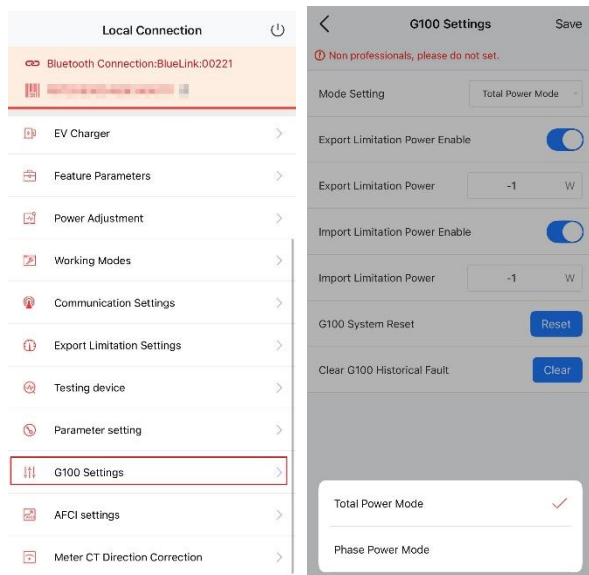 Local Connection
Bluetooth Connection:BlueLink:00221
EV Charger
Feature Parameters
Power Adjustment
Working Modes
Communication Settings
Export Limitation Settings
Testing device
Parameter setting
G100 Settings
AFCI settings
Meter CT Direction Correction
G100 Settings Save
Non professionals, please do not set.
Mode Setting Total Power Mode
Export Limitation Power Enable
Export Limitation Power -1 W
Import Limitation Power Enable
Import Limitation Power -1 W
G100 System Reset Reset
Clear G100 Historical Fault Clear
Total Power Mode
Phase Power Mode